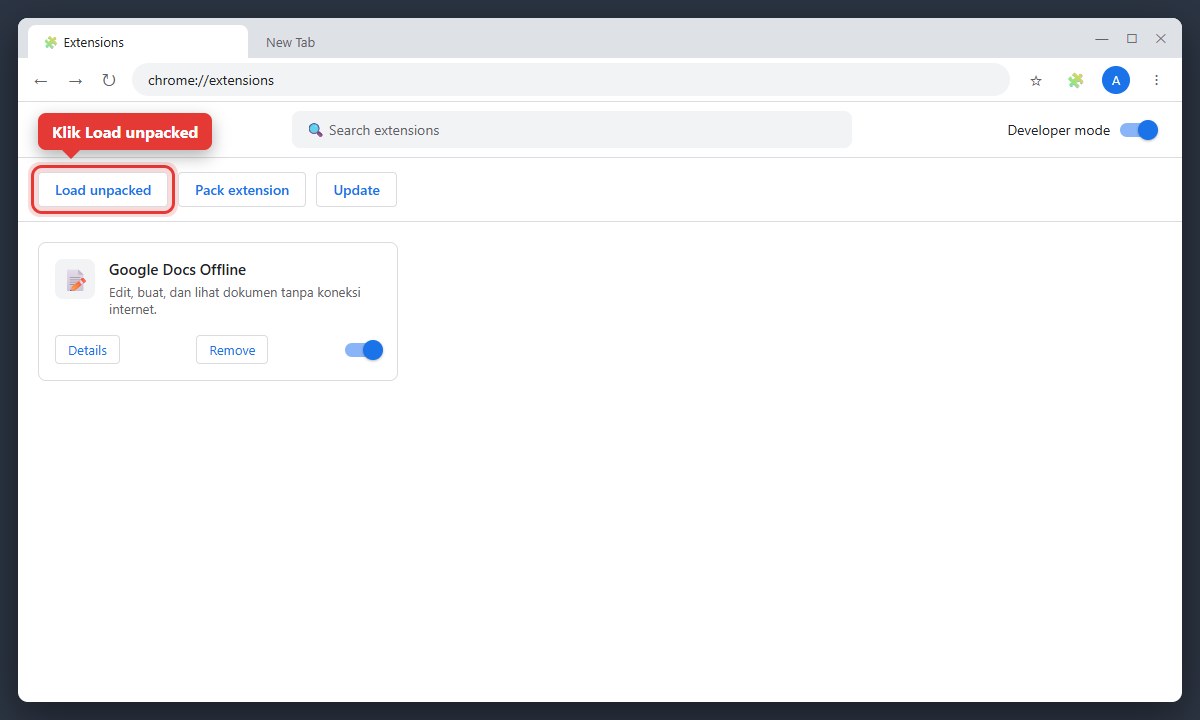 Extensions
New Tab
chrome://extensions
A
Klik Load unpacked
Search extensions
Developer mode
Load unpacked
Pack extension
Update
Google Docs Offline
Edit, buat, dan lihat dokumen tanpa koneksi
internet.
Details
Remove